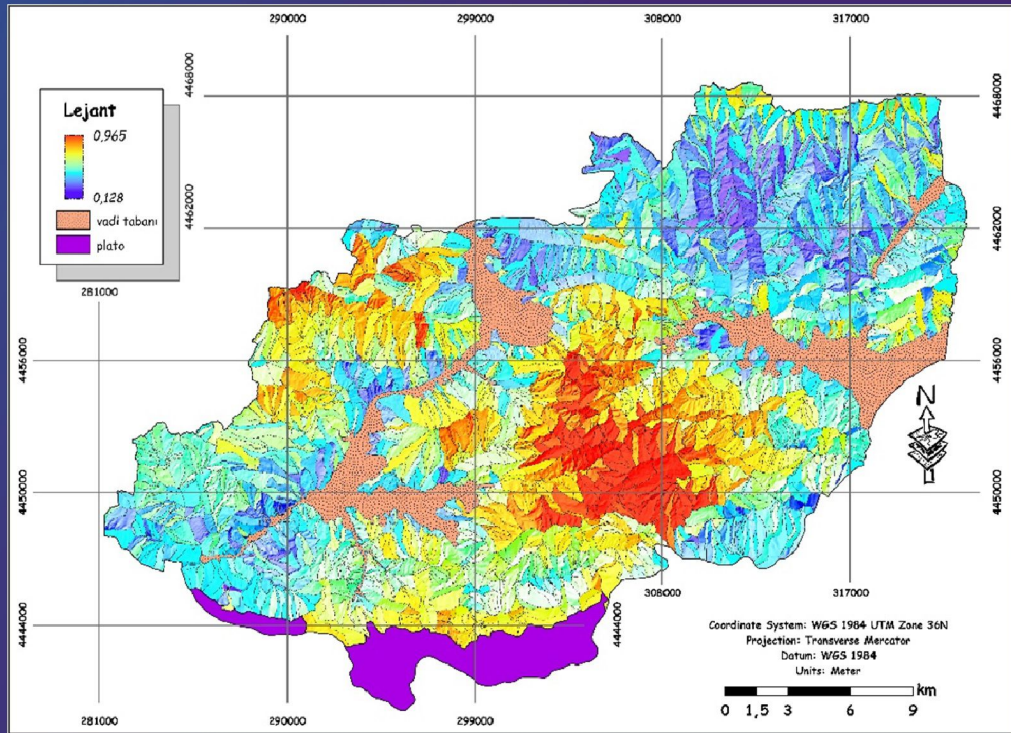 290000 299000 308000 317000
4468000 4468000
Lejant
0,965
0,128
vadi tabanı
plato
4462000 4462000
281000
4456000 4456000
N
4450000 4450000
308000 317000
4444000 4444000
Coordinate System: WGS 1984 UTM Zone 36N
Projection: Transverse Mercator
Datum: WGS 1984
Units: Meter
km
0 1,5 3 6 9
281000 290000 299000